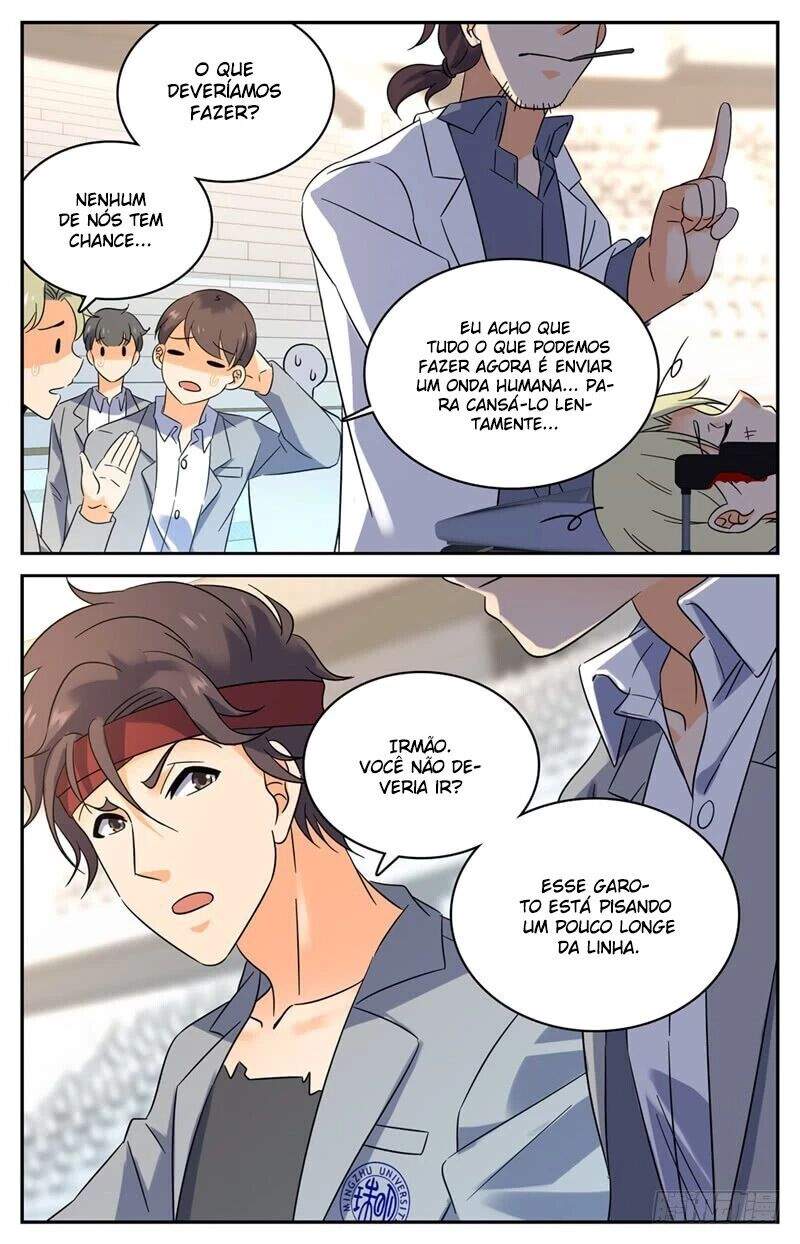 O QUE
DEVERÍAMOS
FAZER?
NENHUM
DE NÓS TEM
CHANCE...
EU ACHO QUE
TUDO O QUE PODEMOS
FAZER AGORA É ENVIAR
UM ONDA HUMANA... PA-
RA CANSÁ-LO LEN-
TAMENTE...
IRMÃO.
VOCÊ NÃO DE-
VERIA IR?
ESSE GARO-
TO ESTÁ PISANDO
UM POUCO LONGE
DA LINHA.
MINGZHU UNIVERSIT